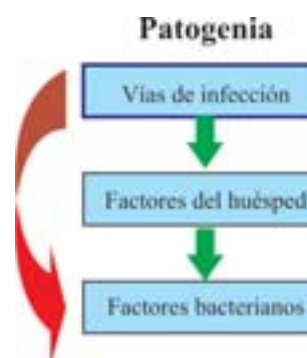 Patogenia
Vías de infección
Factores del huésped
Factores bacterianos